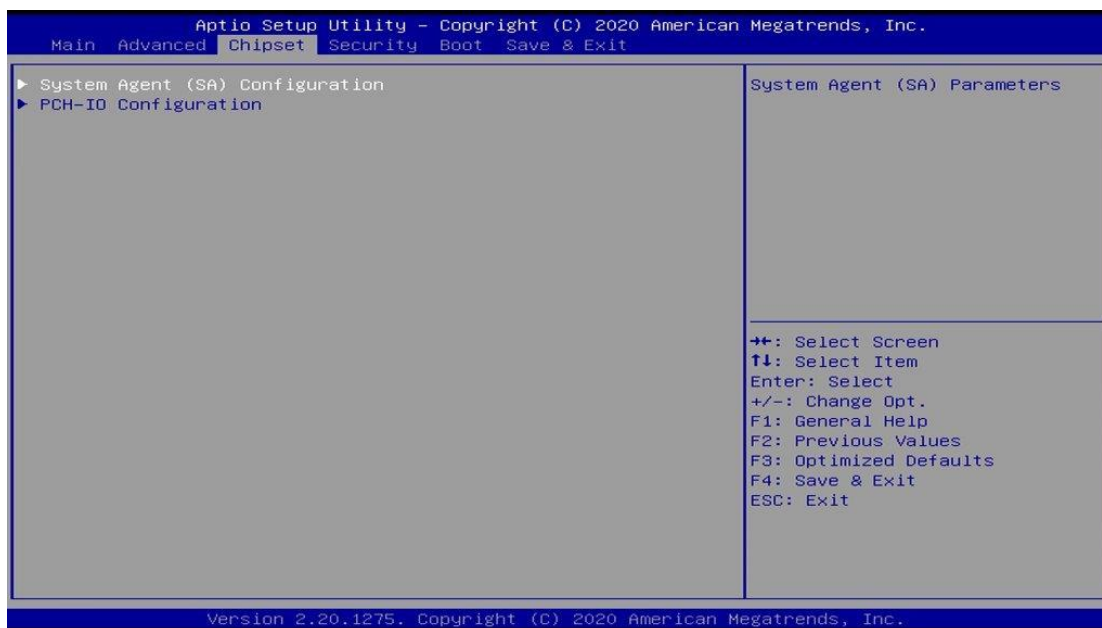 Aptio Setup Utility – Copyright (C) 2020 American Megatrends, Inc.
Main Advanced Chipset Security Boot Save & Exit
▶ System Agent (SA) Configuration
▶ PCH-IO Configuration
System Agent (SA) Parameters
→←: Select Screen
↑↓: Select Item
Enter: Select
+/-: Change Opt.
F1: General Help
F2: Previous Values
F3: Optimized Defaults
F4: Save & Exit
ESC: Exit
Version 2.20.1275. Copyright (C) 2020 American Megatrends, Inc.